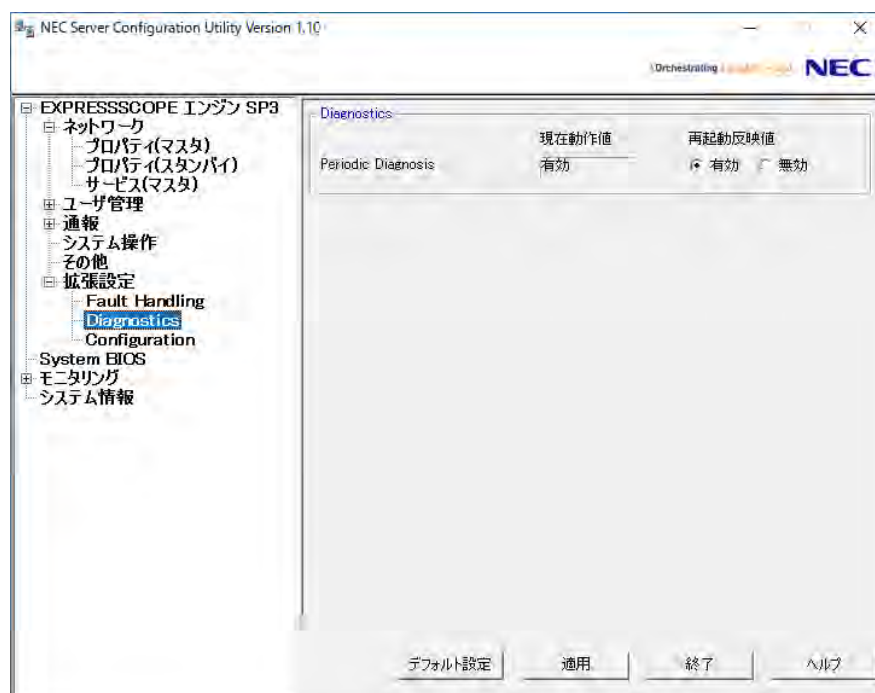 NEC Server Configuration Utility Version 1.10
Orchestrating
NEC
EXPRESSSCOPE エンジン SP3
ネットワーク
プロパティ(マスタ)
プロパティ(スタンバイ)
サービス(マスタ)
ユーザ管理
通報
システム操作
その他
拡張設定
Fault Handling
Diagnostics
Configuration
System BIOS
モニタリング
システム情報
Diagnostics
現在動作値 再起動反映値
Periodic Diagnosis 有効 有効 無効
デフォルト設定 適用 終了 ヘルプ